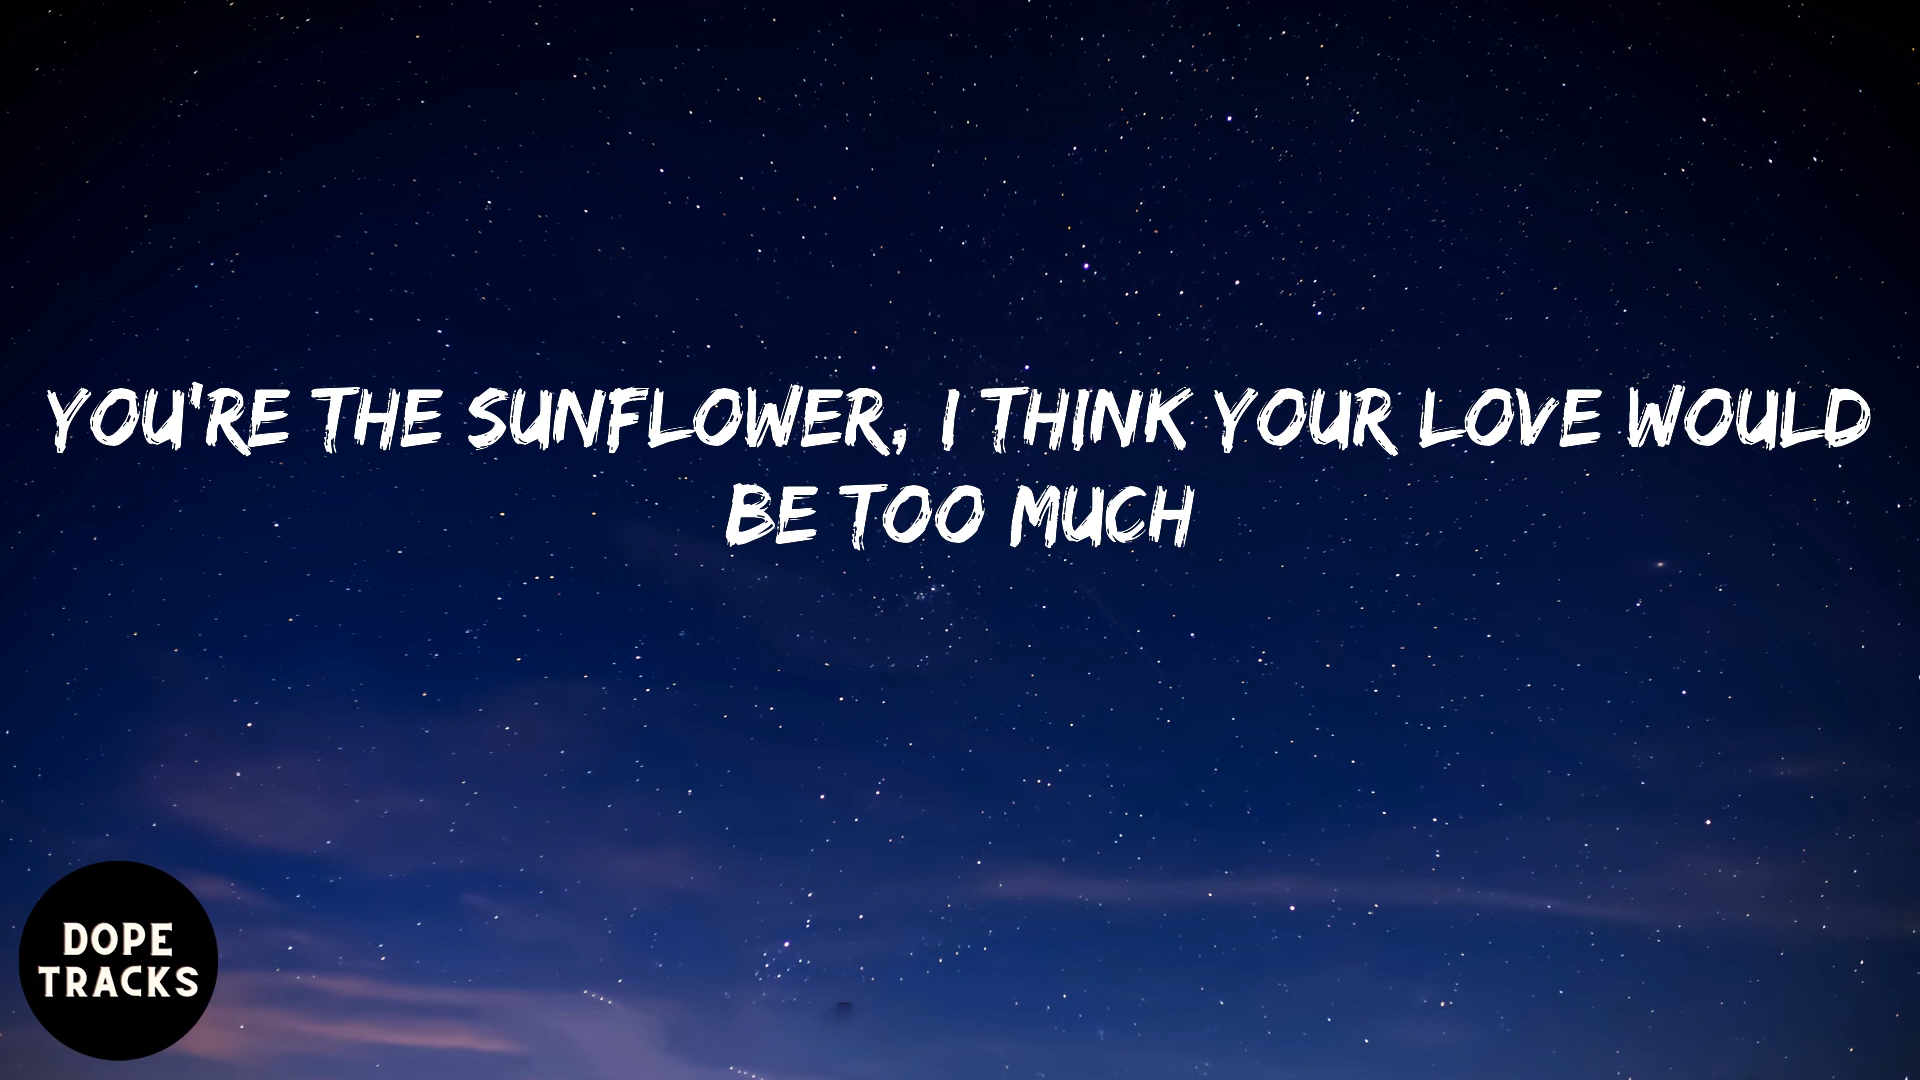 YOU'RE THE SUNFLOWER, I THINK YOUR LOVE WOULD
BE TOO MUCH
DOPE
TRACKS